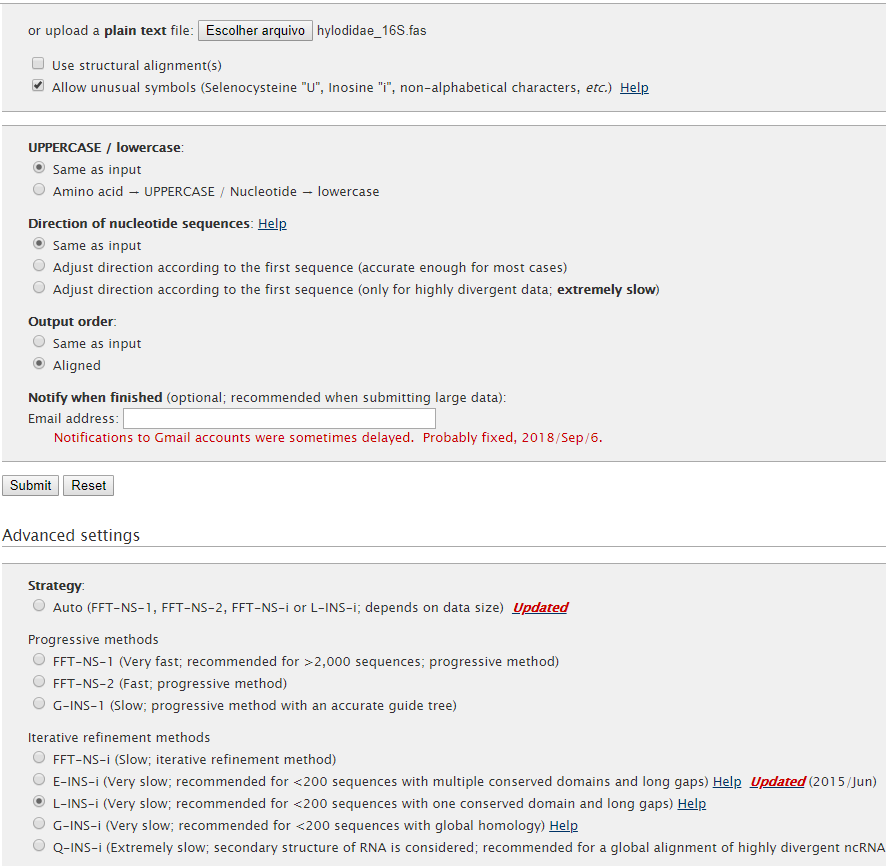 or upload a plain text file: Escolher arquivo hylodidae_16S.fas
Use structural alignment(s)
Allow unusual symbols (Selenocysteine "U", Inosine "i", non-alphabetical characters, etc.) Help
UPPERCASE / lowercase:
Same as input
Amino acid → UPPERCASE / Nucleotide → lowercase
Direction of nucleotide sequences: Help
Same as input
Adjust direction according to the first sequence (accurate enough for most cases)
Adjust direction according to the first sequence (only for highly divergent data; extremely slow)
Output order:
Same as input
Aligned
Notify when finished (optional; recommended when submitting large data):
Email address:
Notifications to Gmail accounts were sometimes delayed. Probably fixed, 2018/Sep/6.
Submit Reset
Advanced settings
Strategy:
Auto (FFT-NS-1, FFT-NS-2, FFT-NS-i or L-INS-i; depends on data size) Updated
Progressive methods
FFT-NS-1 (Very fast; recommended for >2,000 sequences; progressive method)
FFT-NS-2 (Fast; progressive method)
G-INS-1 (Slow; progressive method with an accurate guide tree)
Iterative refinement methods
FFT-NS-i (Slow; iterative refinement method)
E-INS-i (Very slow; recommended for <200 sequences with multiple conserved domains and long gaps) Help Updated (2015/Jun)
L-INS-i (Very slow; recommended for <200 sequences with one conserved domain and long gaps) Help
G-INS-i (Very slow; recommended for <200 sequences with global homology) Help
Q-INS-i (Extremely slow; secondary structure of RNA is considered; recommended for a global alignment of highly divergent ncRNA